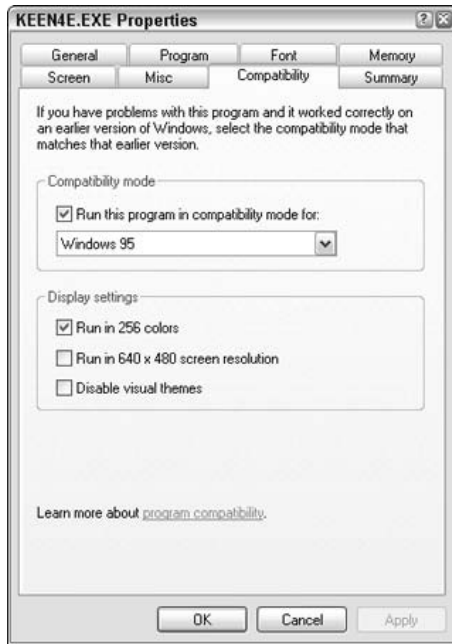 KEEN4E.EXE Properties
General Program Font Memory
Screen Misc Compatibility Summary
If you have problems with this program and it worked correctly on
an earlier version of Windows, select the compatibility mode that
matches that earlier version.
Compatibility mode
Run this program in compatibility mode for:
Windows 95
Display settings
Run in 256 colors
Run in 640 x 480 screen resolution
Disable visual themes
Learn more about program compatibility.
OK Cancel Apply